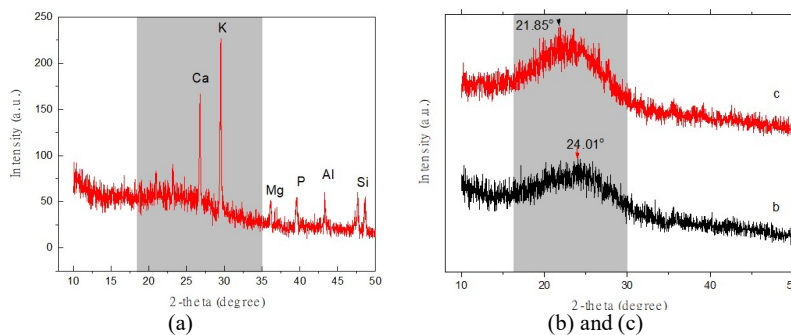 250
200
150
100
50
0
Intensity (a.u.)
K
Ca
Mg
P
Al
Si
10 15 20 25 30 35 40 45 50
2-theta (degree)
(a)
Intensity (a.u.)
21.85°
c
24.01°
b
10 20 30 40 50
2-theta (degree)
(b) and (c)